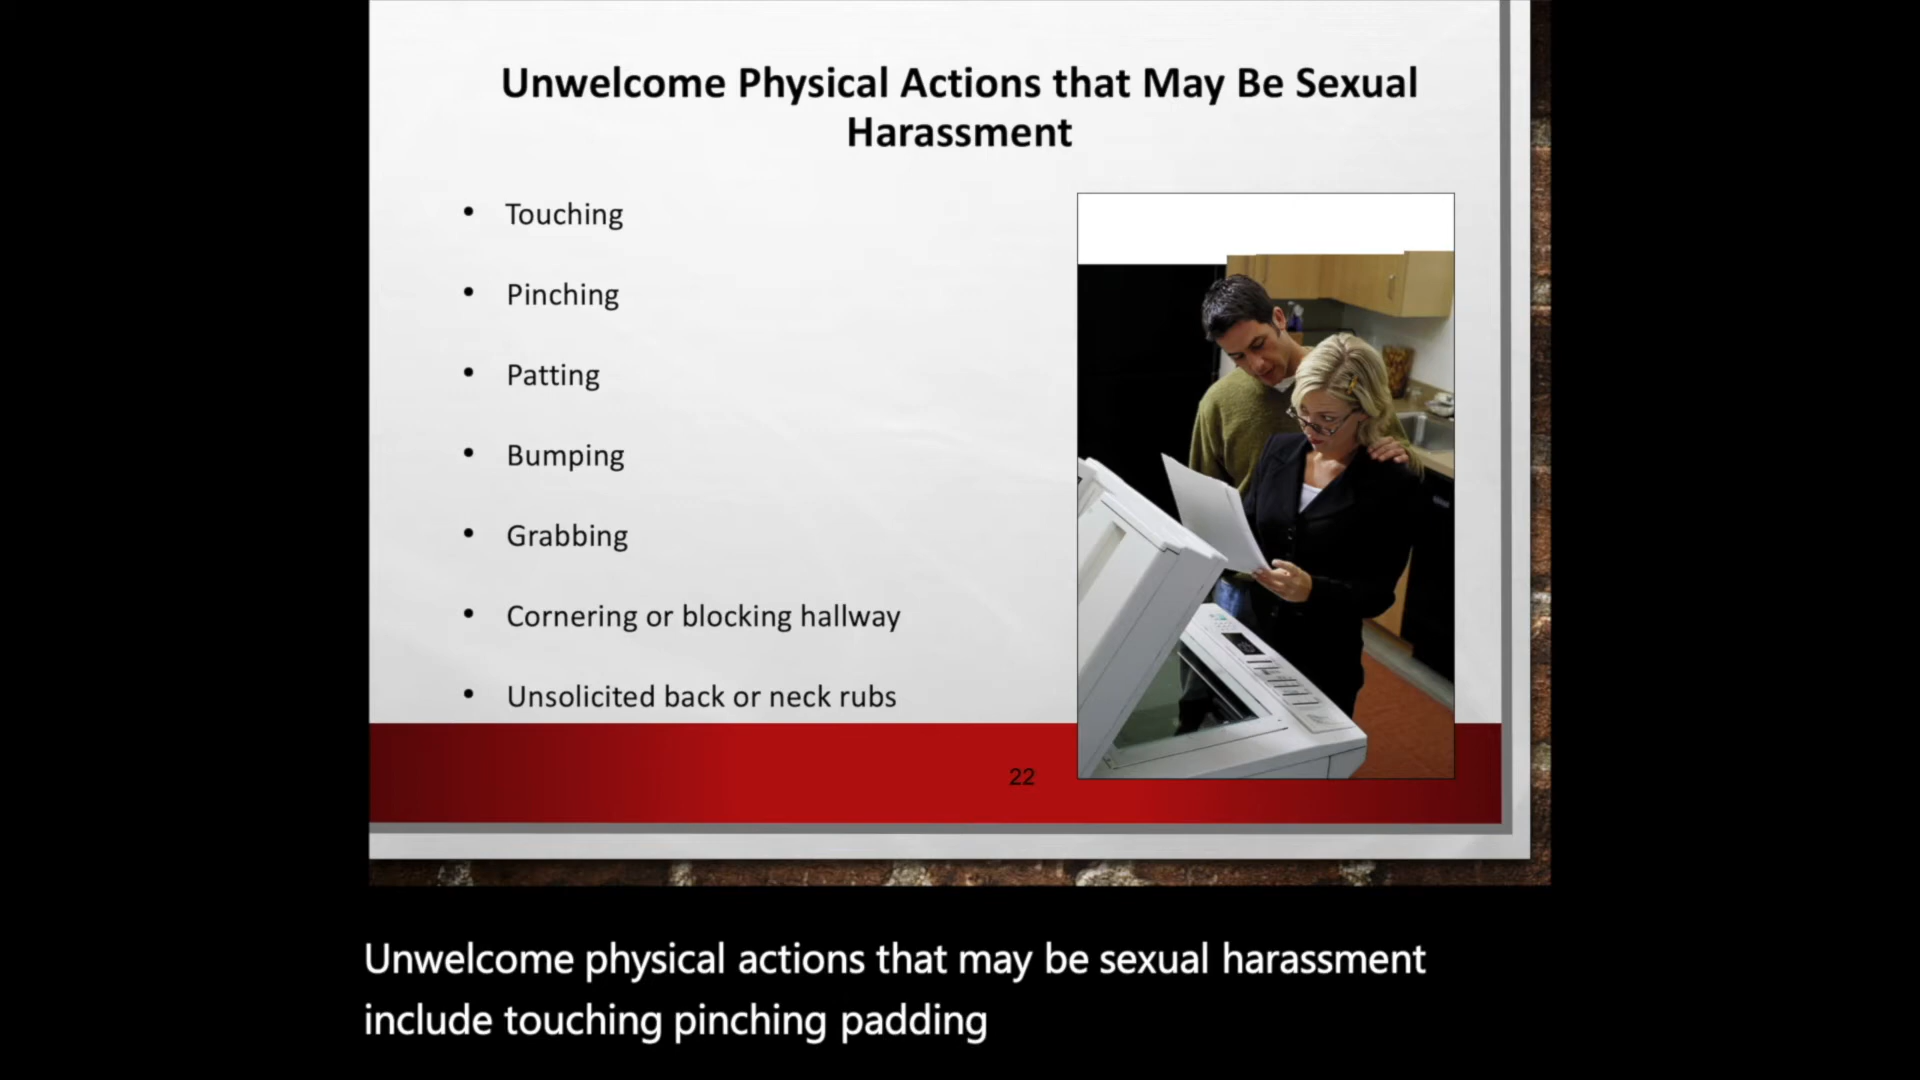 Unwelcome Physical Actions that May Be Sexual
Harassment
• Touching
• Pinching
• Patting
• Bumping
• Grabbing
• Cornering or blocking hallway
• Unsolicited back or neck rubs
22
Unwelcome physical actions that may be sexual harassment
include touching pinching padding